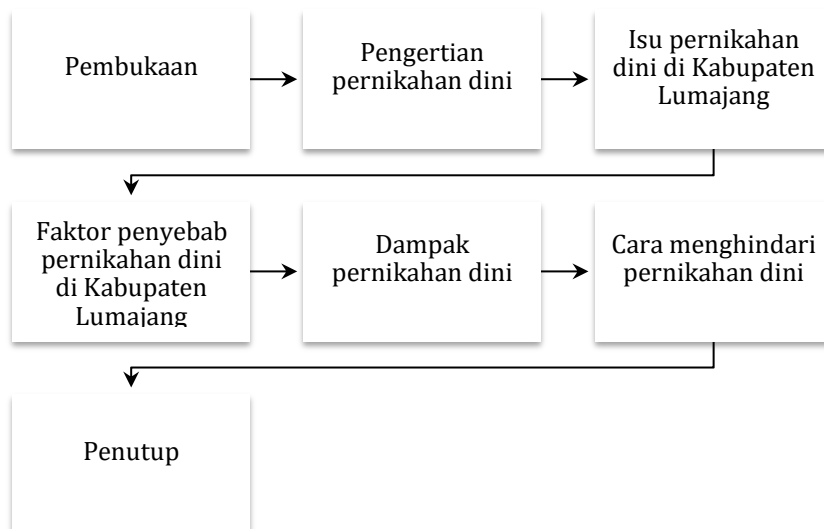 Pembukaan
Pengertian
pernikahan dini
Isu pernikahan
dini di Kabupaten
Lumajang
Faktor penyebab
pernikahan dini
di Kabupaten
Lumajang
Dampak
pernikahan dini
Cara menghindari
pernikahan dini
Penutup